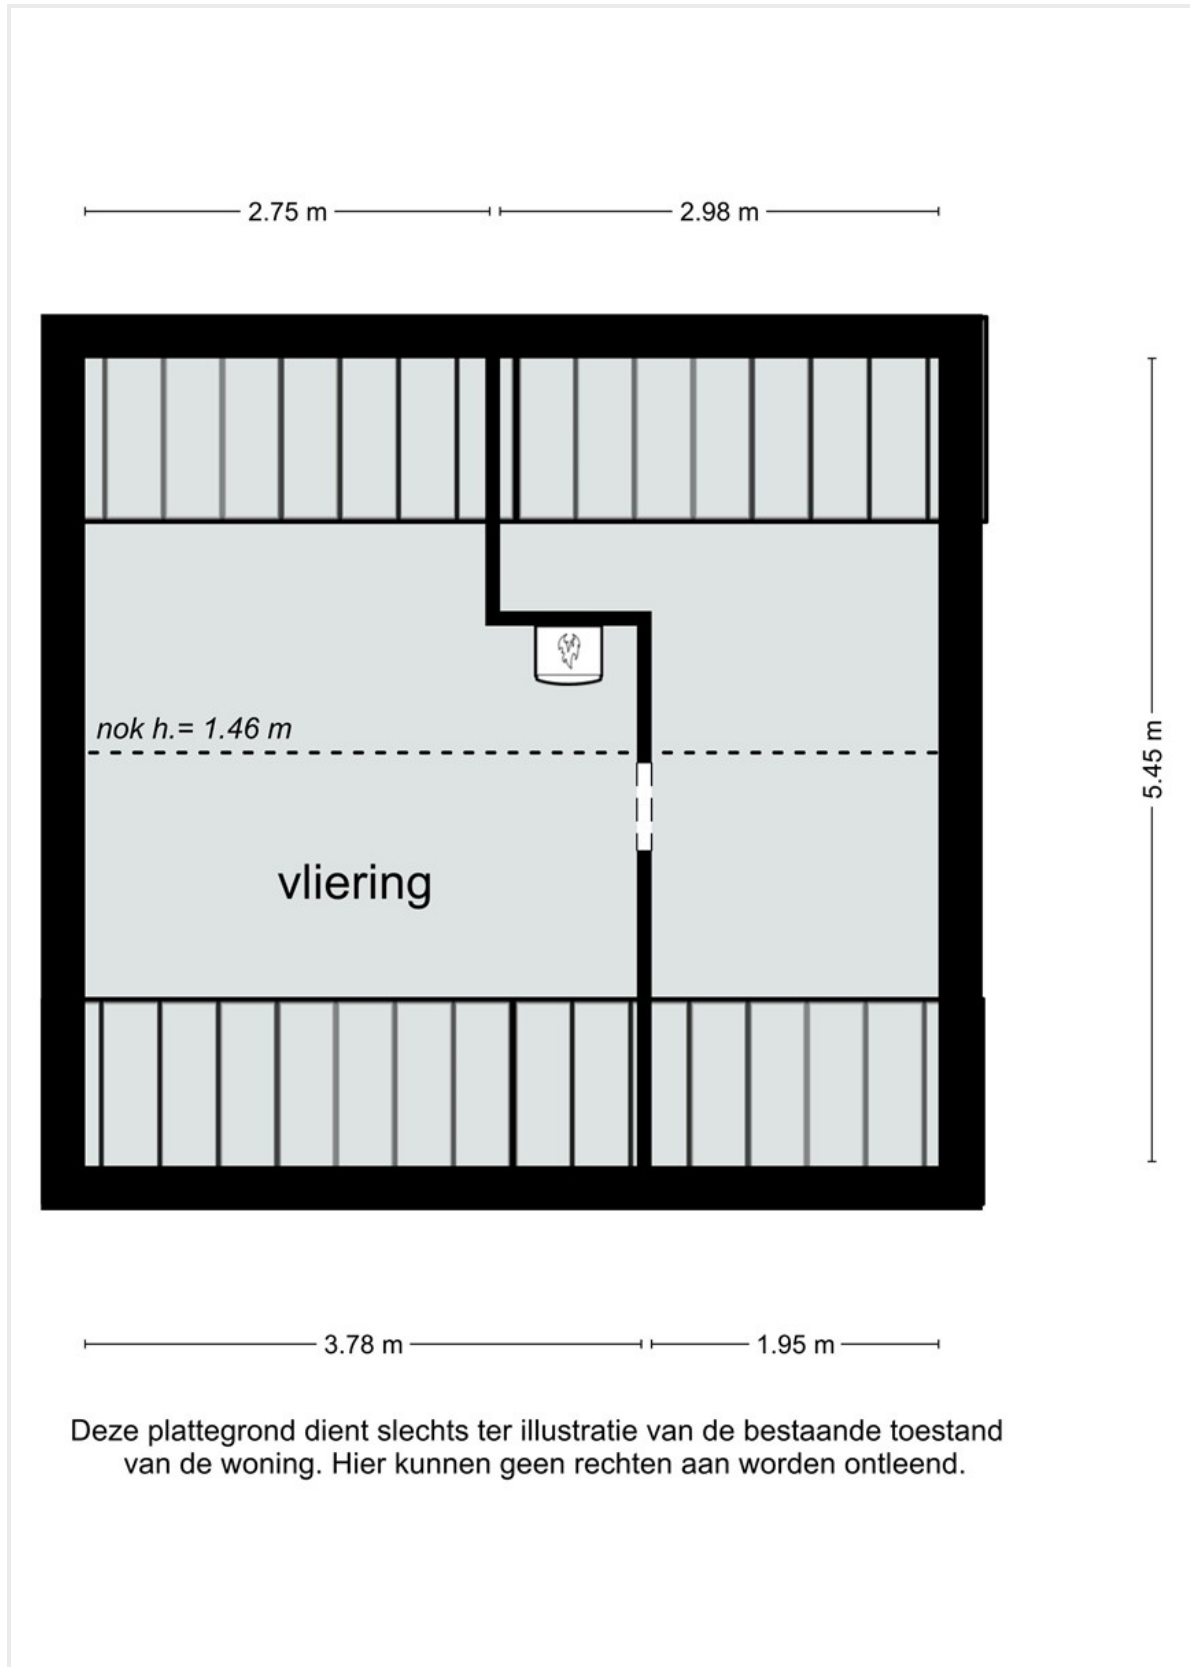 2.75 m
2.98 m
nok h.= 1.46 m
5.45 m
vliering
3.78 m
1.95 m
Deze plattegrond dient slechts ter illustratie van de bestaande toestand
van de woning. Hier kunnen geen rechten aan worden ontleend.